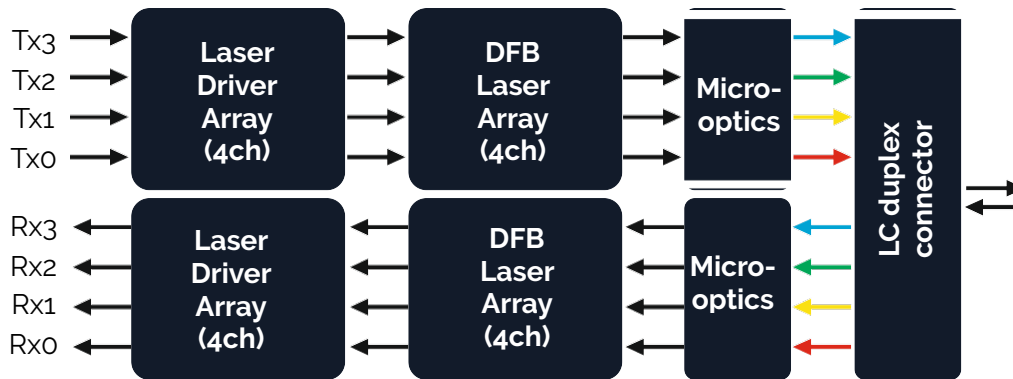 Tx3
Tx2
Tx1
Tx0
Laser
Driver
Array
(4ch)
DFB
Laser
Array
(4ch)
Micro-
optics
LC duplex
connector
Rx3
Rx2
Rx1
Rx0
Laser
Driver
Array
(4ch)
DFB
Laser
Array
(4ch)
Micro-
optics